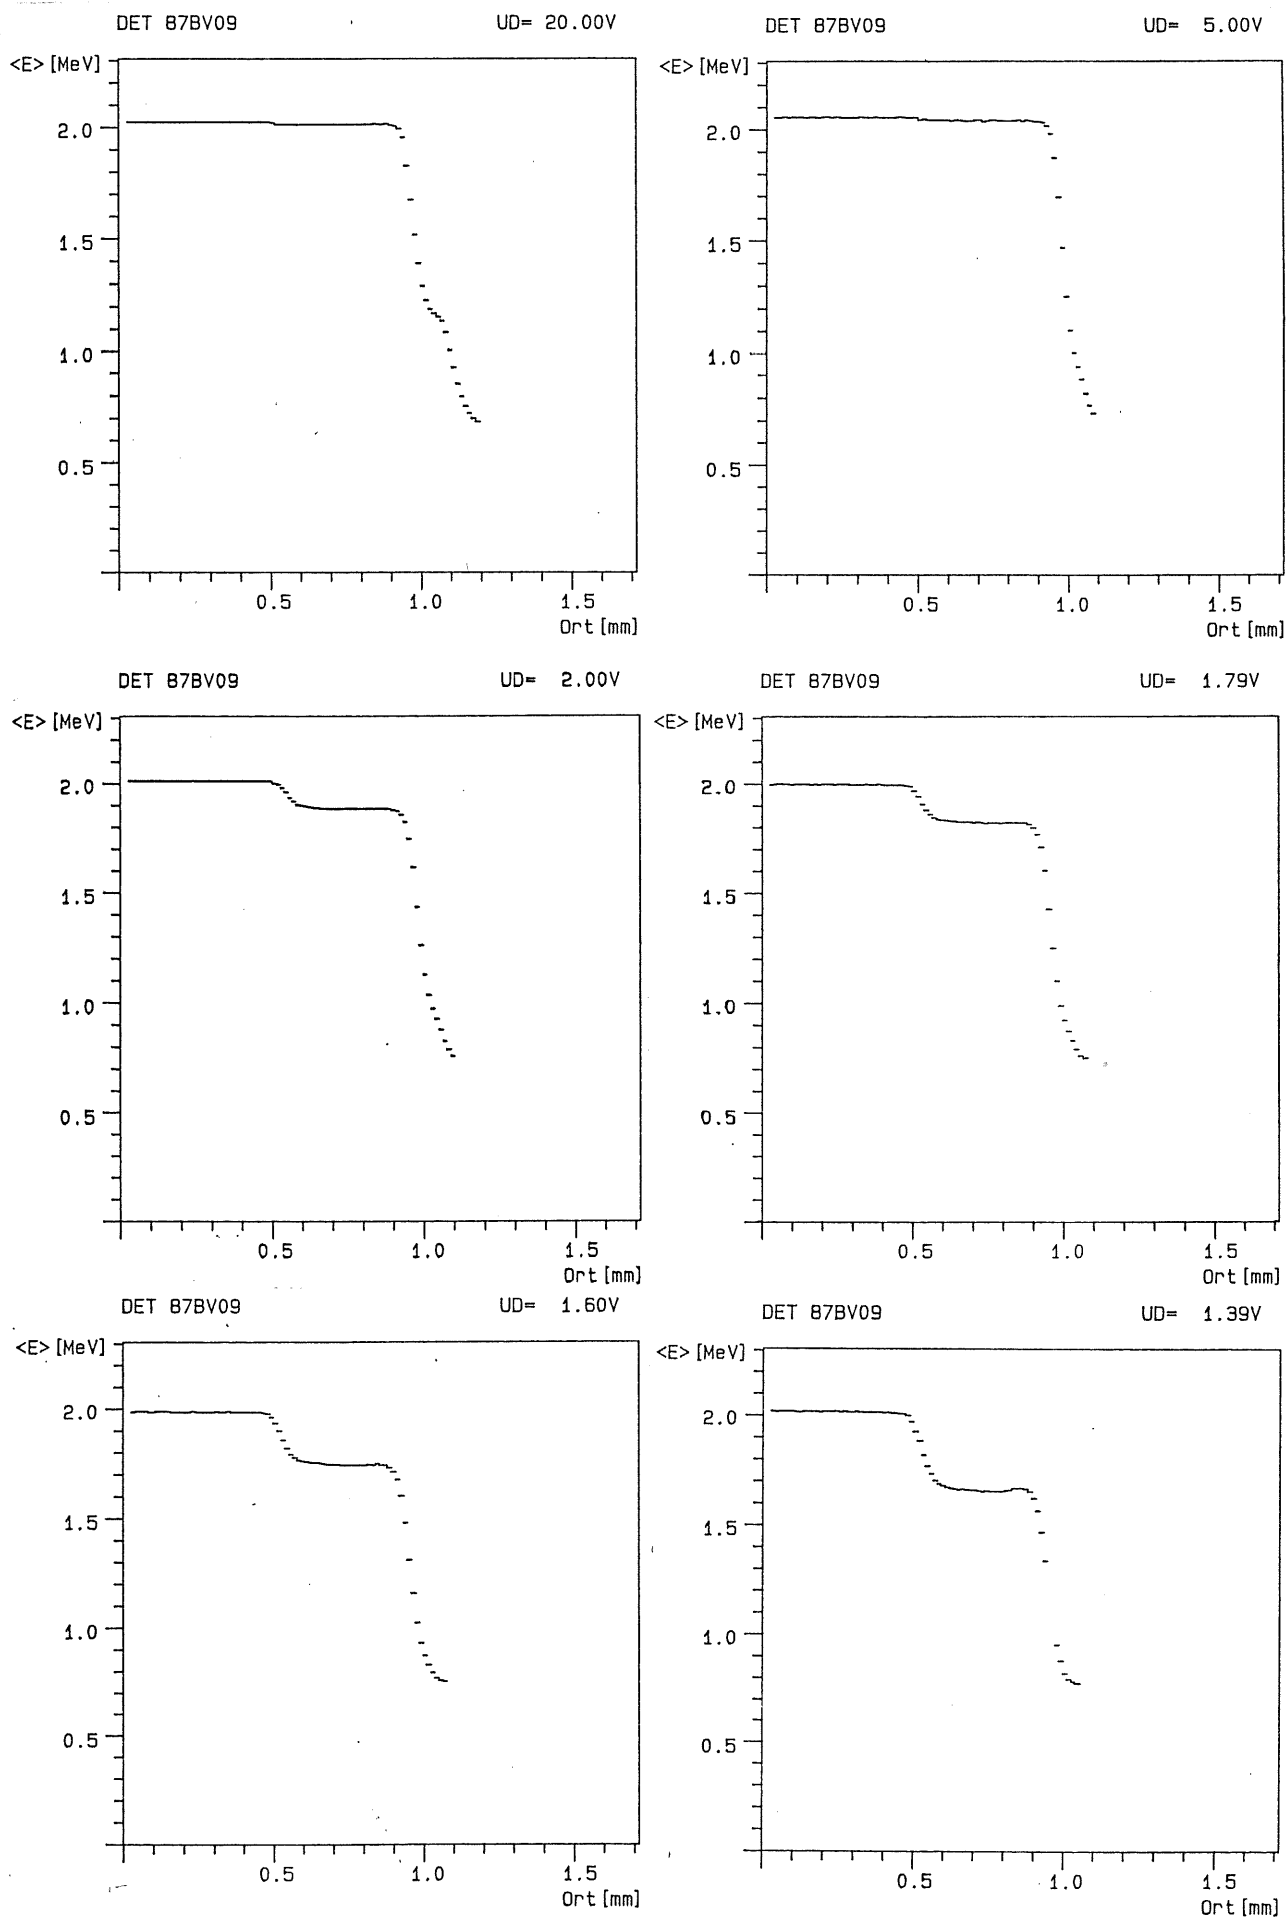 DET 87BV09 UD= 20.00V
<E> [MeV]
2.0
1.5
1.0
0.5
0.5 1.0 1.5
Ort [mm]
DET 87BV09 UD= 5.00V
<E> [MeV]
2.0
1.5
1.0
0.5
0.5 1.0 1.5
Ort [mm]
DET 87BV09 UD= 2.00V
<E> [MeV]
2.0
1.5
1.0
0.5
0.5 1.0 1.5
Ort [mm]
DET 87BV09 UD= 1.79V
<E> [MeV]
2.0
1.5
1.0
0.5
0.5 1.0 1.5
Ort [mm]
DET 87BV09 UD= 1.60V
<E> [MeV]
2.0
1.5
1.0
0.5
0.5 1.0 1.5
Ort [mm]
DET 87BV09 UD= 1.39V
<E> [MeV]
2.0
1.5
1.0
0.5
0.5 1.0 1.5
Ort [mm]